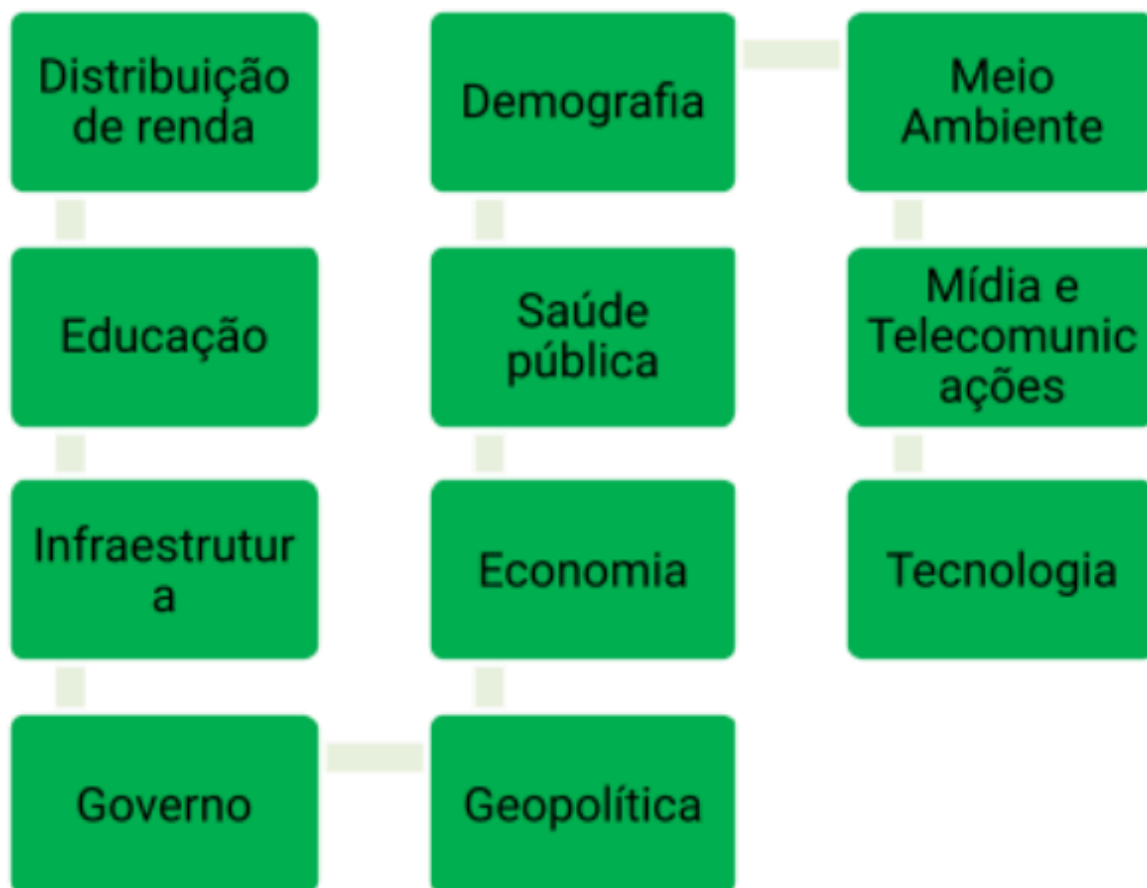 Distribuição
de renda
Educação
Infraestrutur
a
Governo
Geopolítica
Economia
Saúde
pública
Demografia
Meio
Ambiente
Mídia e
Telecomunic
ações
Tecnologia